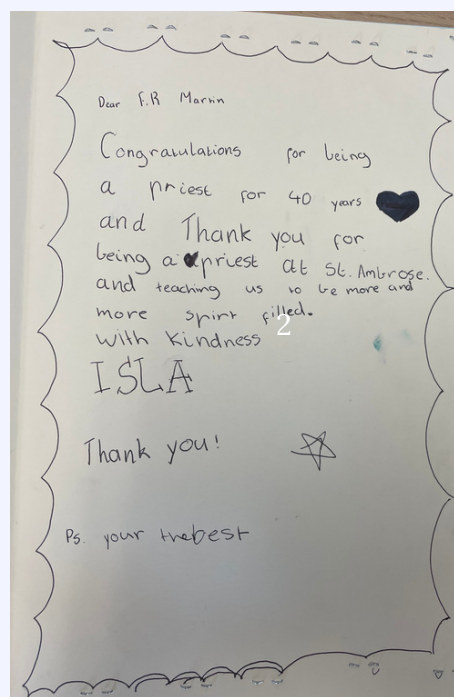 Dear F.R Martin
Congratulations for being
a priest for 40 years
and Thank you for
being a priest at St. Ambrose.
and teaching us to be more and
more spirt filled.
2
with kindness
ISLA
Thank you!
Ps. your thebest